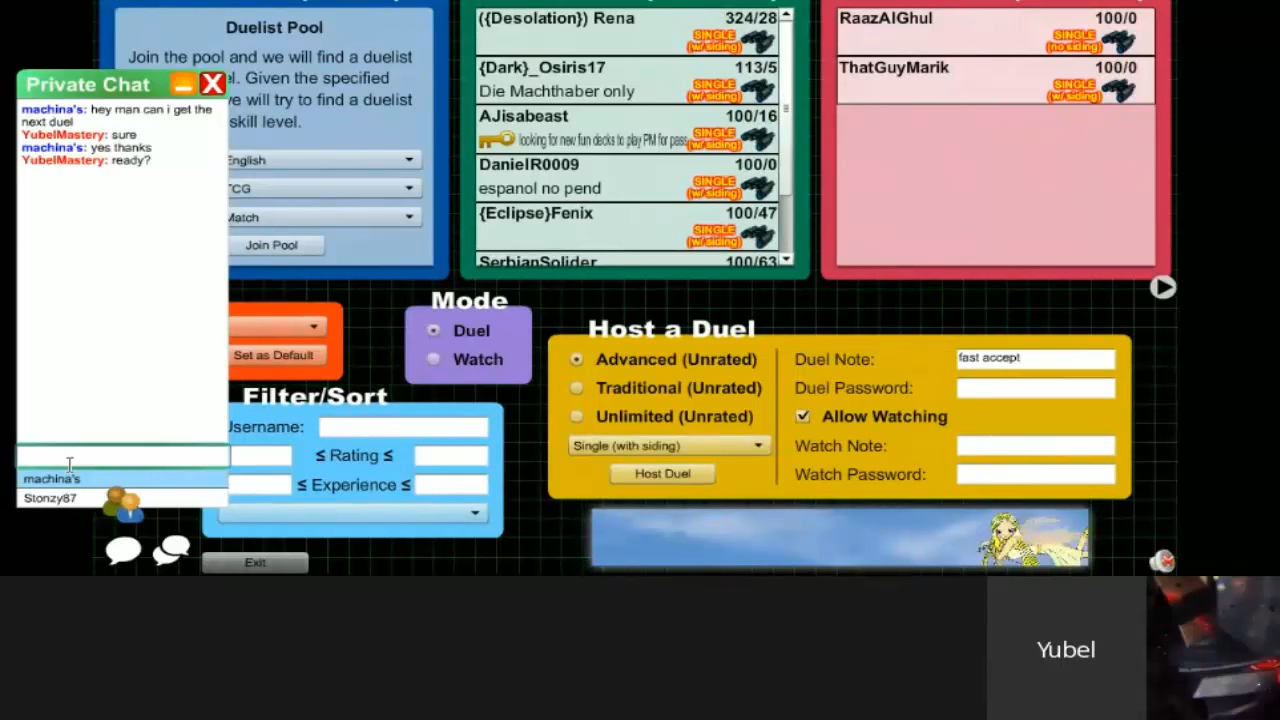 Duelist Pool
Join the pool and we will find a duelist
el. Given the specified
we will try to find a duelist
skill level.
English
TCG
Match
Join Pool
Private Chat
machina's: hey man can i get the
next duel
YubelMastery: sure
machina's: yes thanks
YubelMastery: ready?
machina's
Stonzy87
({Desolation}) Rena 324/28
SINGLE
(w/ siding)
{Dark}_Osiris17 113/5
Die Machthaber only
SINGLE
(w/ siding)
AJisabeast 100/16
looking for new fun decks to play PM for pass
SINGLE
(w/ siding)
DanielR0009 100/0
espanol no pend
SINGLE
(w/ siding)
{Eclipse}Fenix 100/47
SINGLE
(w/ siding)
SerbianSolider 100/63
RaazAlGhul 100/0
SINGLE
(no siding)
ThatGuyMarik 100/0
SINGLE
(w/ siding)
Set as Default
Mode
Duel
Watch
Filter/Sort
Username:
≤ Rating ≤
≤ Experience ≤
Exit
Host a Duel
Advanced (Unrated)
Traditional (Unrated)
Unlimited (Unrated)
Single (with siding)
Host Duel
Duel Note: fast accept
Duel Password:
Allow Watching
Watch Note:
Watch Password:
Yubel